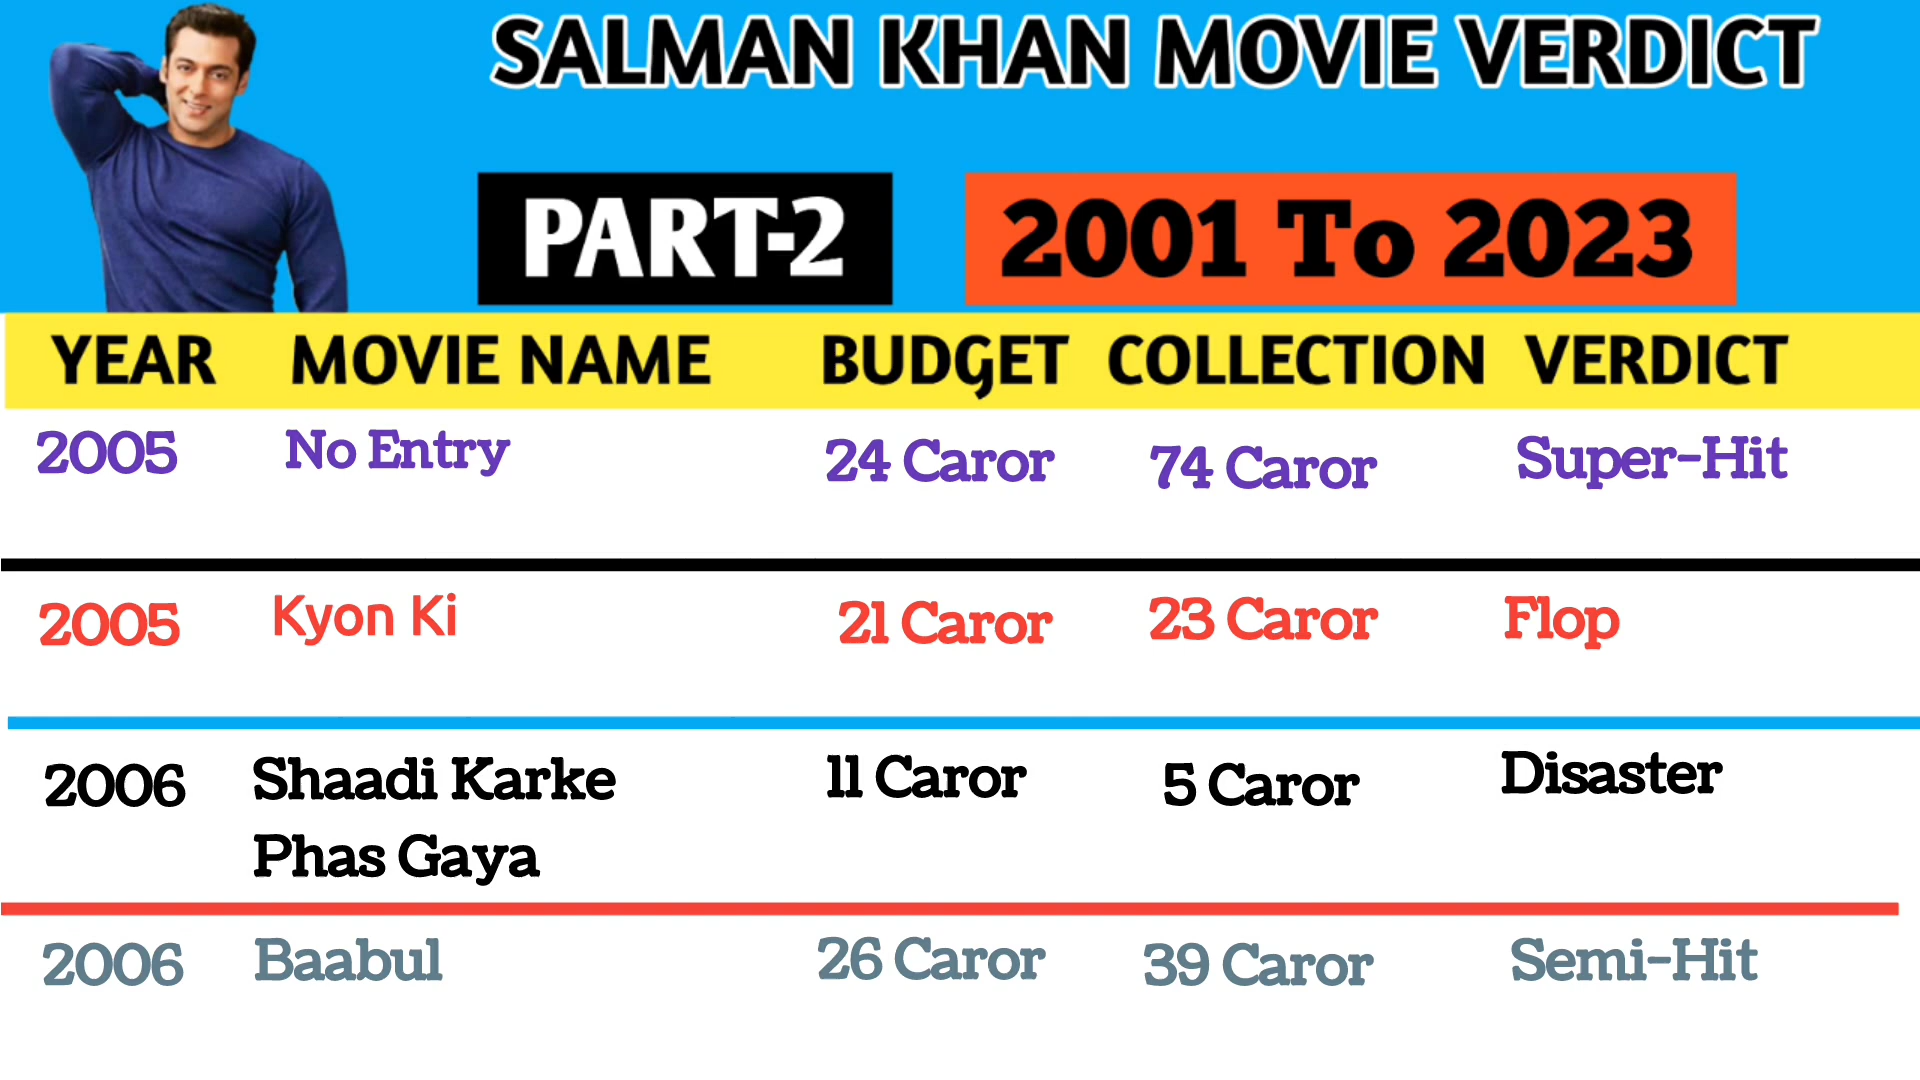 SALMAN KHAN MOVIE VERDICT
PART-2 2001 To 2023
YEAR MOVIE NAME BUDGET COLLECTION VERDICT
2005 No Entry 24 Caror 74 Caror Super-Hit
2005 Kyon Ki 21 Caror 23 Caror Flop
2006 Shaadi Karke 11 Caror 5 Caror Disaster
Phas Gaya
2006 Baabul 26 Caror 39 Caror Semi-Hit